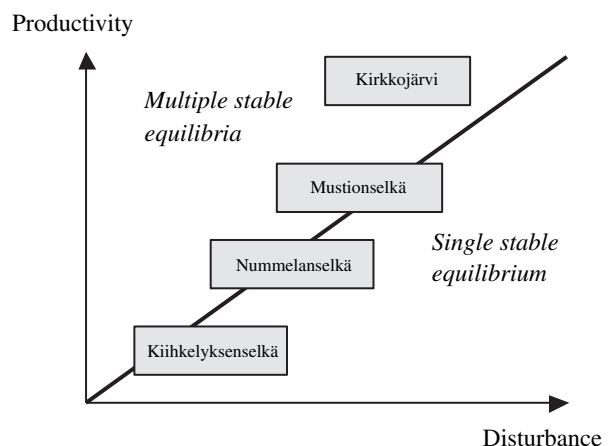 Productivity
Kirkkojärvi
Multiple stable
equilibria
Mustionselkä
Single stable
equilibrium
Nummelanselkä
Kiihkelyksenselkä
Disturbance